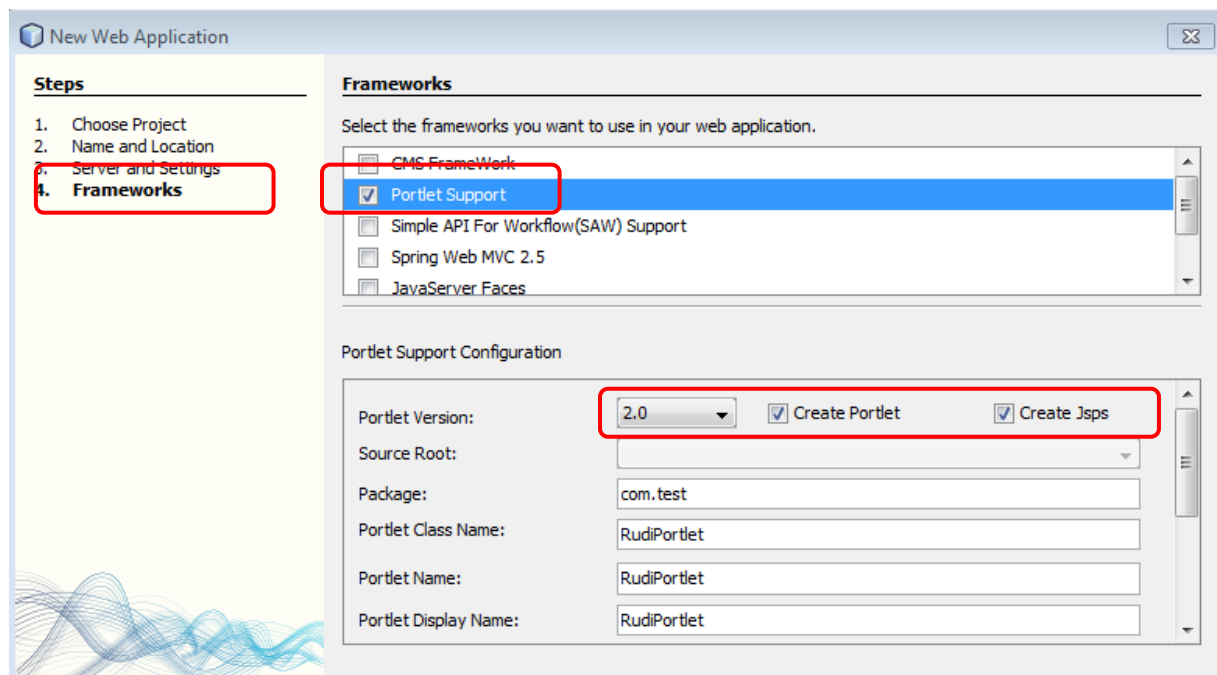 New Web Application
Steps
1. Choose Project
2. Name and Location
3. Server and Settings
4. Frameworks
Frameworks
Select the frameworks you want to use in your web application.
CMS FrameWork
Portlet Support
Simple API For Workflow(SAW) Support
Spring Web MVC 2.5
JavaServer Faces
Portlet Support Configuration
Portlet Version: 2.0 Create Portlet Create Jsps
Source Root:
Package: com.test
Portlet Class Name: RudiPortlet
Portlet Name: RudiPortlet
Portlet Display Name: RudiPortlet